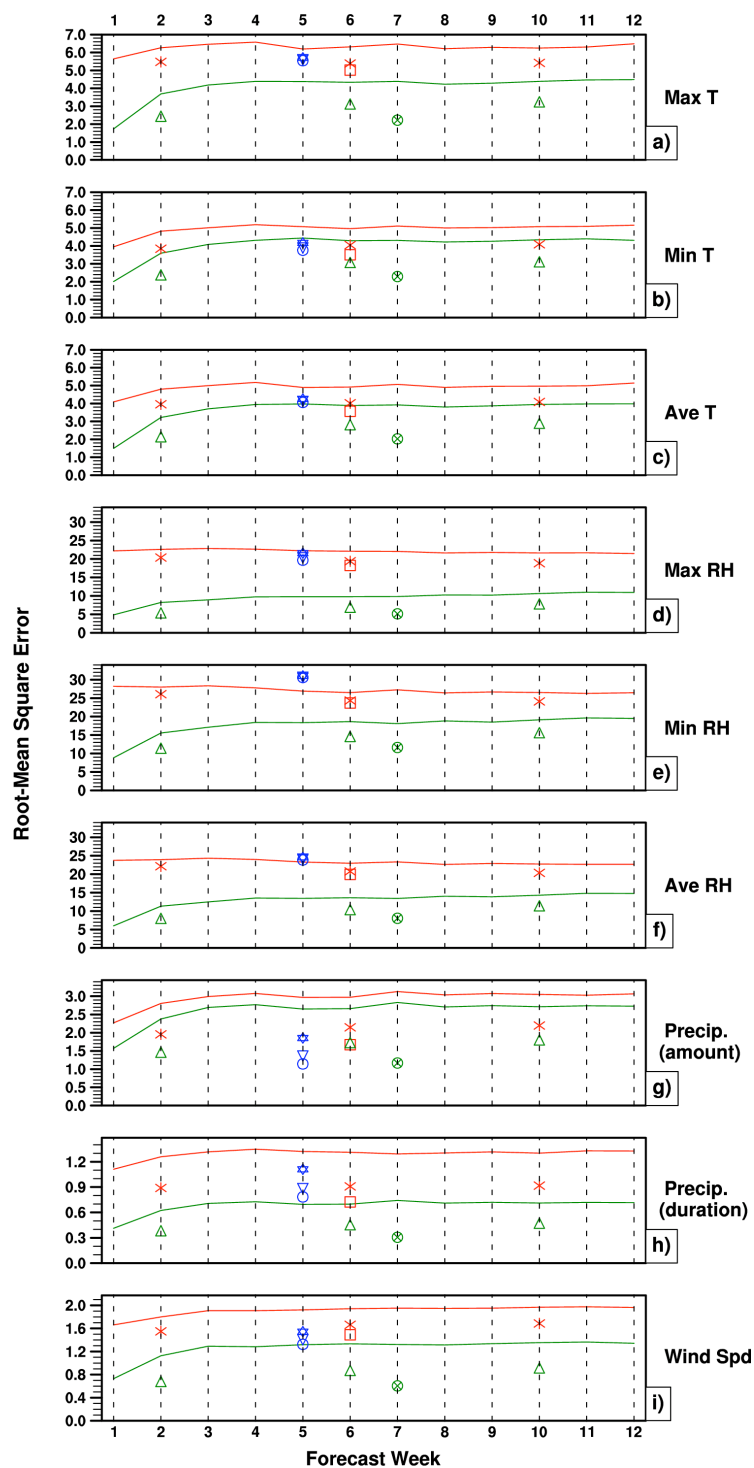 1 2 3 4 5 6 7 8 9 10 11 12
7.0
6.0
5.0
4.0
3.0
2.0
1.0
0.0
Max T
a)
7.0
6.0
5.0
4.0
3.0
2.0
1.0
0.0
Min T
b)
7.0
6.0
5.0
4.0
3.0
2.0
1.0
0.0
Ave T
c)
30
25
20
15
10
5
0
Max RH
d)
Root-Mean Square Error
30
25
20
15
10
5
0
Min RH
e)
30
25
20
15
10
5
0
Ave RH
f)
3.0
2.5
2.0
1.5
1.0
0.5
0.0
Precip.
(amount)
g)
1.2
0.9
0.6
0.3
0.0
Precip.
(duration)
h)
2.0
1.6
1.2
0.8
0.4
0.0
Wind Spd
i)
1 2 3 4 5 6 7 8 9 10 11 12
Forecast Week